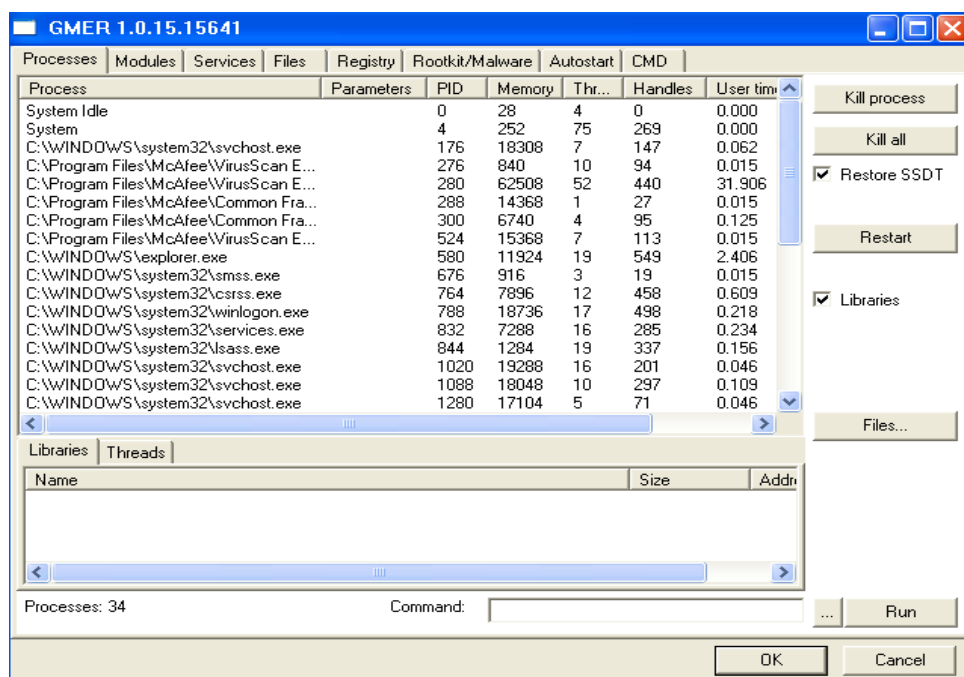 GMER 1.0.15.15641
Processes Modules Services Files Registry Rootkit/Malware Autostart CMD
Process Parameters PID Memory Thr... Handles User tim
System Idle 0 28 4 0 0.000
System 4 252 75 269 0.000
C:\WINDOWS\system32\svchost.exe 176 18308 7 147 0.062
C:\Program Files\McAfee\VirusScan E... 276 840 10 94 0.015
C:\Program Files\McAfee\VirusScan E... 280 62508 52 440 31.906
C:\Program Files\McAfee\Common Fra... 288 14368 1 27 0.015
C:\Program Files\McAfee\Common Fra... 300 6740 4 95 0.125
C:\Program Files\McAfee\VirusScan E... 524 15368 7 113 0.015
C:\WINDOWS\explorer.exe 580 11924 19 549 2.406
C:\WINDOWS\system32\smss.exe 676 916 3 19 0.015
C:\WINDOWS\system32\csrss.exe 764 7896 12 458 0.609
C:\WINDOWS\system32\winlogon.exe 788 18736 17 498 0.218
C:\WINDOWS\system32\services.exe 832 7288 16 285 0.234
C:\WINDOWS\system32\lsass.exe 844 1284 19 337 0.156
C:\WINDOWS\system32\svchost.exe 1020 19288 16 201 0.046
C:\WINDOWS\system32\svchost.exe 1088 18048 10 297 0.109
C:\WINDOWS\system32\svchost.exe 1280 17104 5 71 0.046
Kill process
Kill all
Restore SSDT
Restart
Libraries
Files...
Libraries Threads
Name Size Addre
Processes: 34 Command: ... Run
OK Cancel